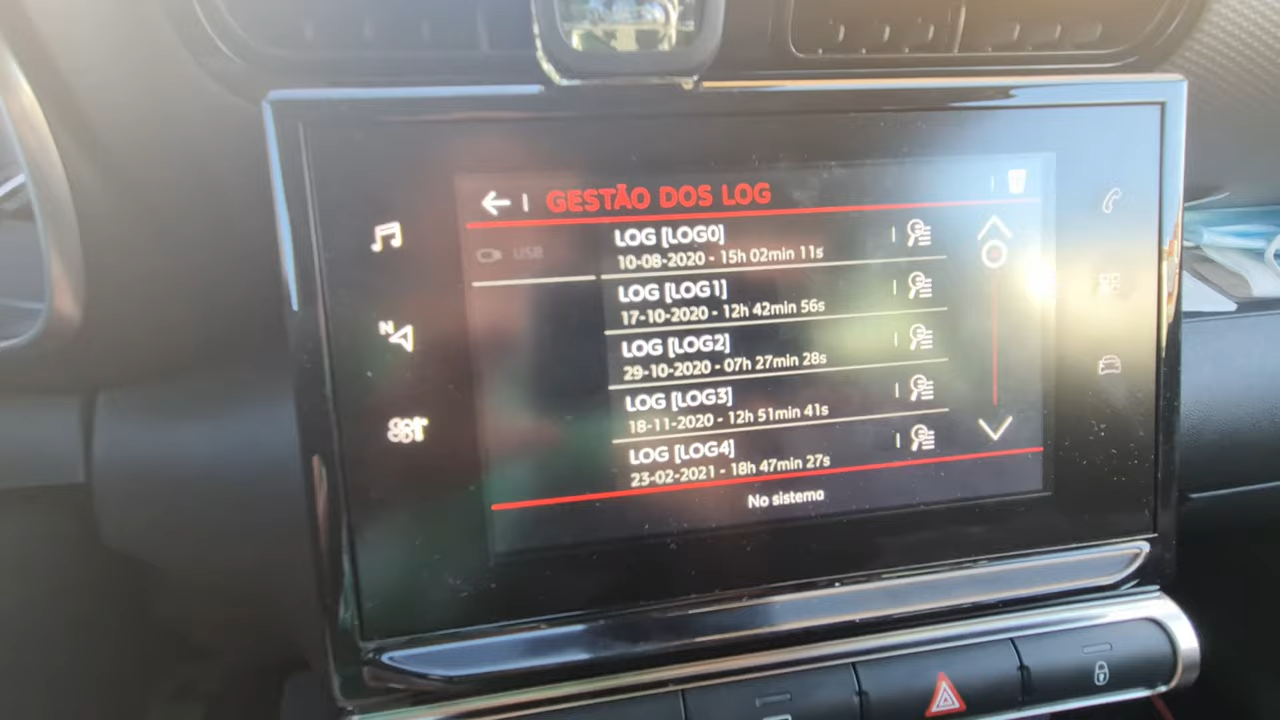 GESTÃO DOS LOG
USB
LOG [LOG0]
10-08-2020 - 15h 02min 11s
LOG [LOG1]
17-10-2020 - 12h 42min 56s
LOG [LOG2]
29-10-2020 - 07h 27min 28s
LOG [LOG3]
18-11-2020 - 12h 51min 41s
LOG [LOG4]
23-02-2021 - 18h 47min 27s
No sistema
N